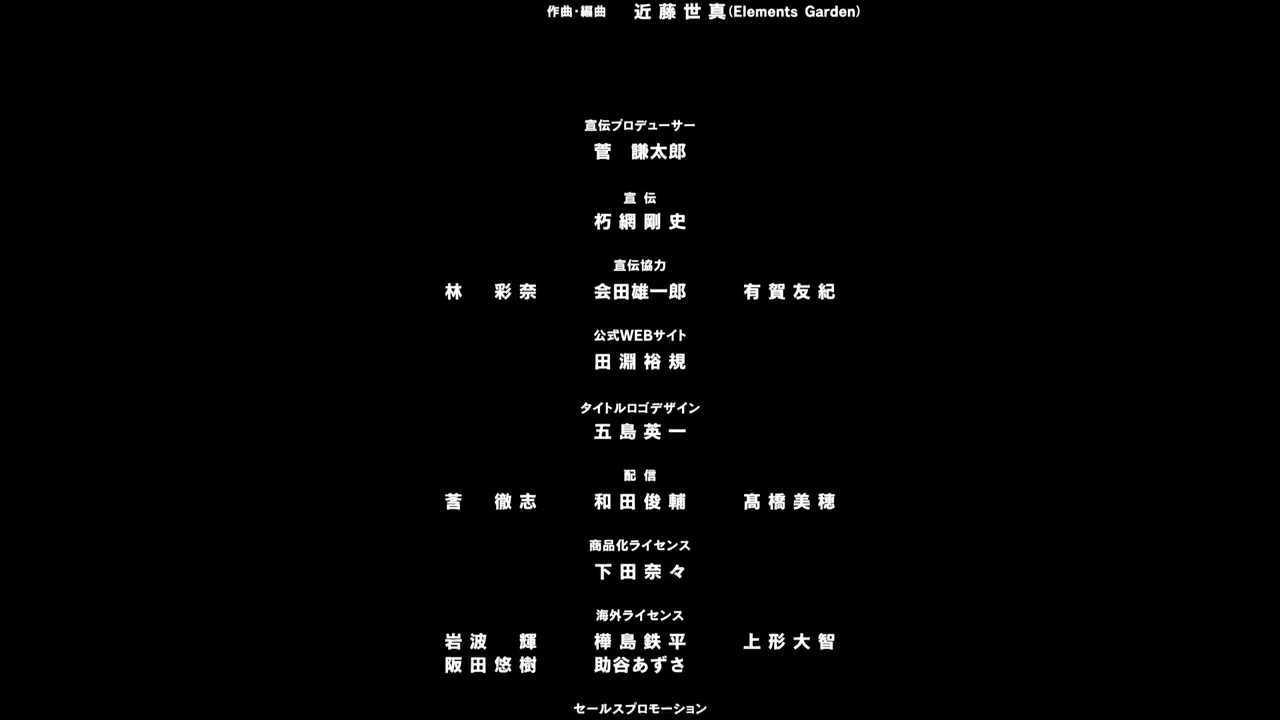 作曲・編曲　近藤世真(Elements Garden)
宣伝プロデューサー
菅　謙太郎
宣伝
朽網剛史
宣伝協力
林　彩奈　会田雄一郎　有賀友紀
公式WEBサイト
田淵裕規
タイトルロゴデザイン
五島英一
配信
徹志　和田俊輔　髙橋美穂
商品化ライセンス
下田奈々
海外ライセンス
岩波　輝　樺島鉄平　上形大智
阪田悠樹　助谷あずさ
セールスプロモーション